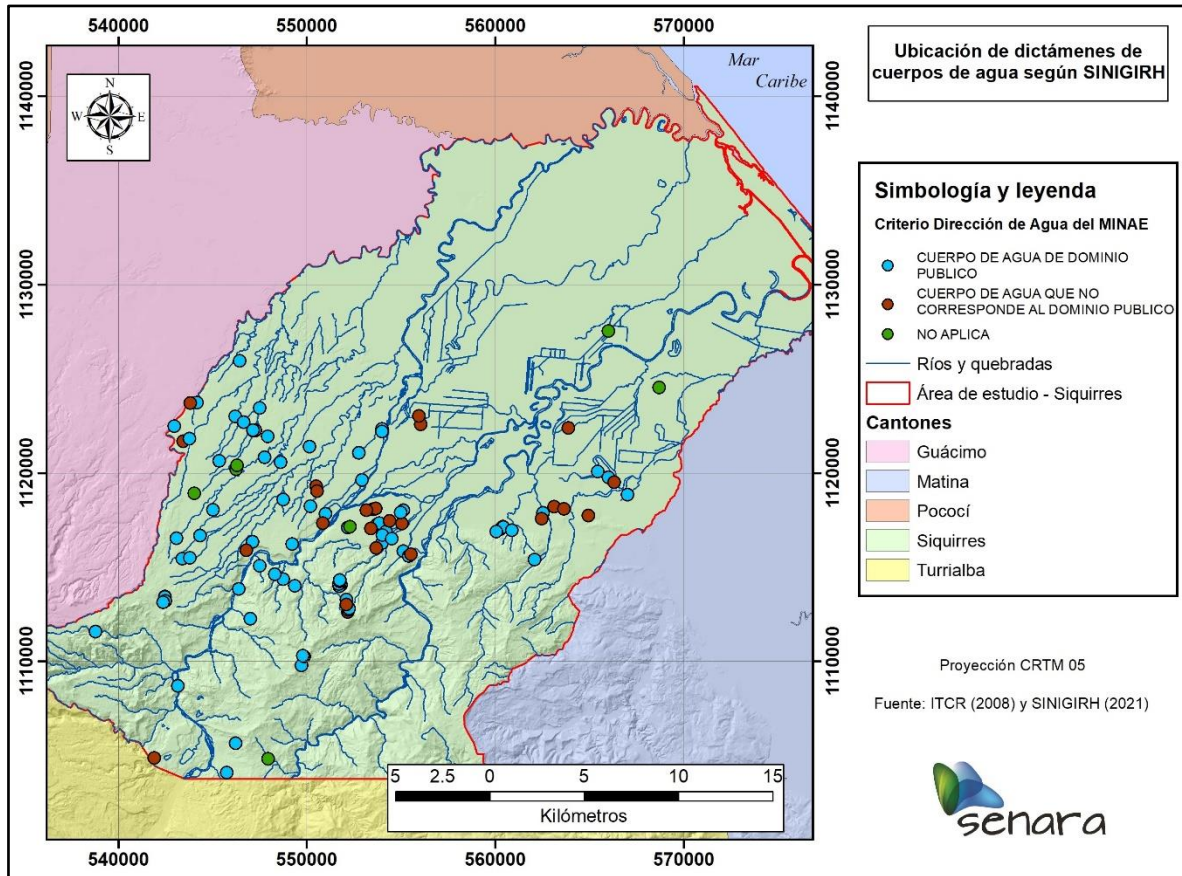 540000 550000 560000 570000
Ubicación de dictámenes de
cuerpos de agua según SINIGIRH
Mar
Caribe
N
W E
S
1140000
1130000
1120000
1110000
1140000
1130000
1120000
1110000
Simbología y leyenda
Criterio Dirección de Agua del MINAE
CUERPO DE AGUA DE DOMINIO
PUBLICO
CUERPO DE AGUA QUE NO
CORRESPONDE AL DOMINIO PUBLICO
NO APLICA
Ríos y quebradas
Área de estudio - Siquirres
Cantones
Guácimo
Matina
Pococí
Siquirres
Turrialba
Proyección CRTM 05
Fuente: ITCR (2008) y SINIGIRH (2021)
5 2.5 0 5 10 15
Kilómetros
senara
540000 550000 560000 570000